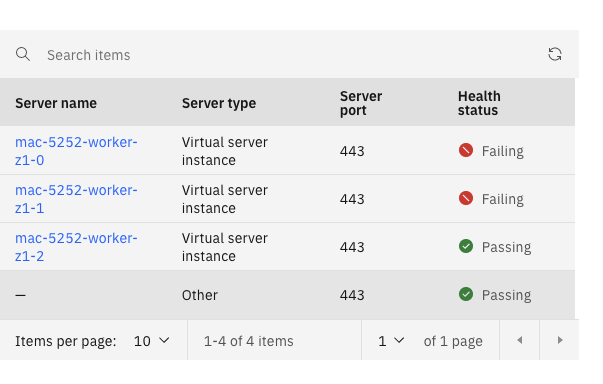 Search items
Server name Server type Server port Health status
mac-5252-worker-z1-0 Virtual server instance 443 Failing
mac-5252-worker-z1-1 Virtual server instance 443 Failing
mac-5252-worker-z1-2 Virtual server instance 443 Passing
— Other 443 Passing
Items per page: 10 1-4 of 4 items 1 of 1 page